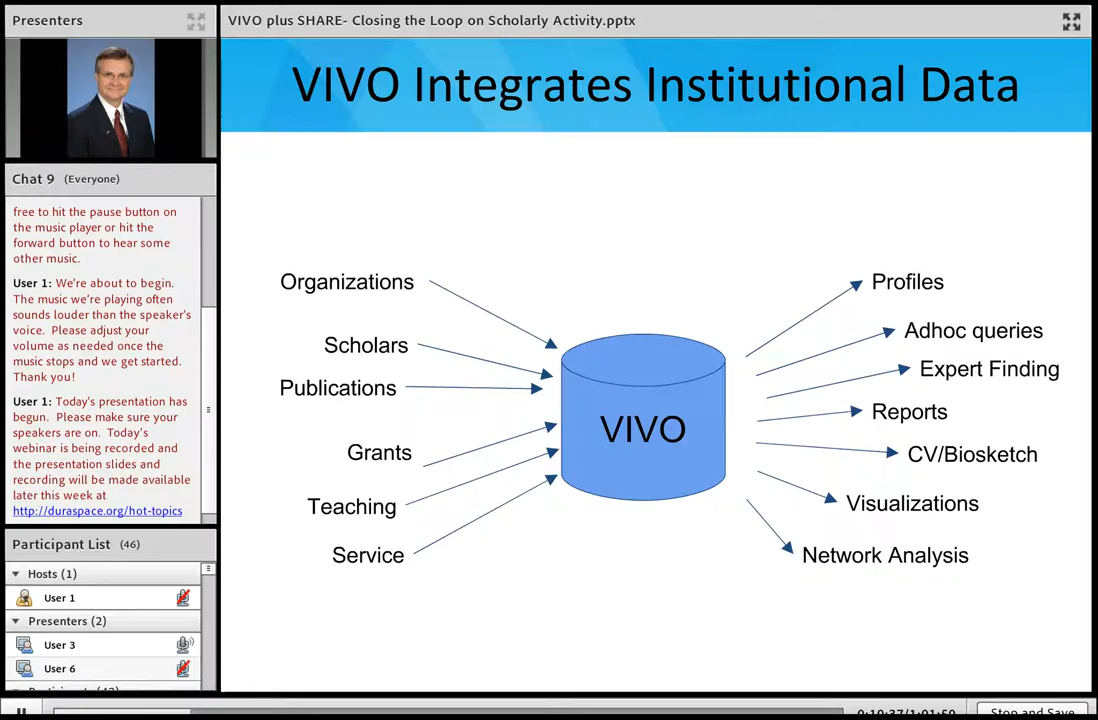 Presenters
VIVO plus SHARE- Closing the Loop on Scholarly Activity.pptx
VIVO Integrates Institutional Data
Chat 9 (Everyone)
free to hit the pause button on
the music player or hit the
forward button to hear some
other music.
User 1: We're about to begin.
The music we're playing often
sounds louder than the speaker's
voice. Please adjust your
volume as needed once the
music stops and we get started.
Thank you!
User 1: Today's presentation has
begun. Please make sure your
speakers are on. Today's
webinar is being recorded and
the presentation slides and
recording will be made available
later this week at
http://duraspace.org/hot-topics
Participant List (46)
Hosts (1)
User 1
Presenters (2)
User 3
User 6
Organizations
Scholars
Publications
Grants
Teaching
Service
VIVO
Profiles
Adhoc queries
Expert Finding
Reports
CV/Biosketch
Visualizations
Network Analysis
0:10:37/1:01:50
Stop and Save